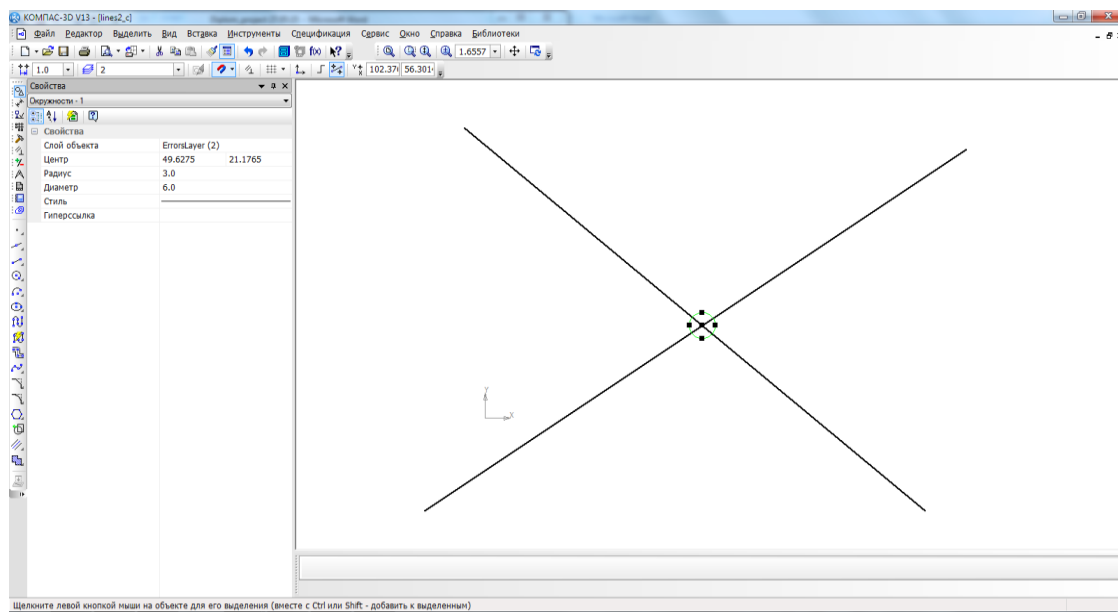 КОМПАС-3D V13 - [lines2_c]
Файл Редактор Выделить Вид Вставка Инструменты Спецификация Сервис Окно Справка Библиотеки
f(x) 1.6557
1.0 2 102.37 56.301
Свойства
Окружности - 1
Свойства
Слой объекта ErrorsLayer (2)
Центр 49.6275 21.1765
Радиус 3.0
Диаметр 6.0
Стиль
Гиперссылка
Y
X
Щелкните левой кнопкой мыши на объекте для его выделения (вместе с Ctrl или Shift - добавить к выделенным)